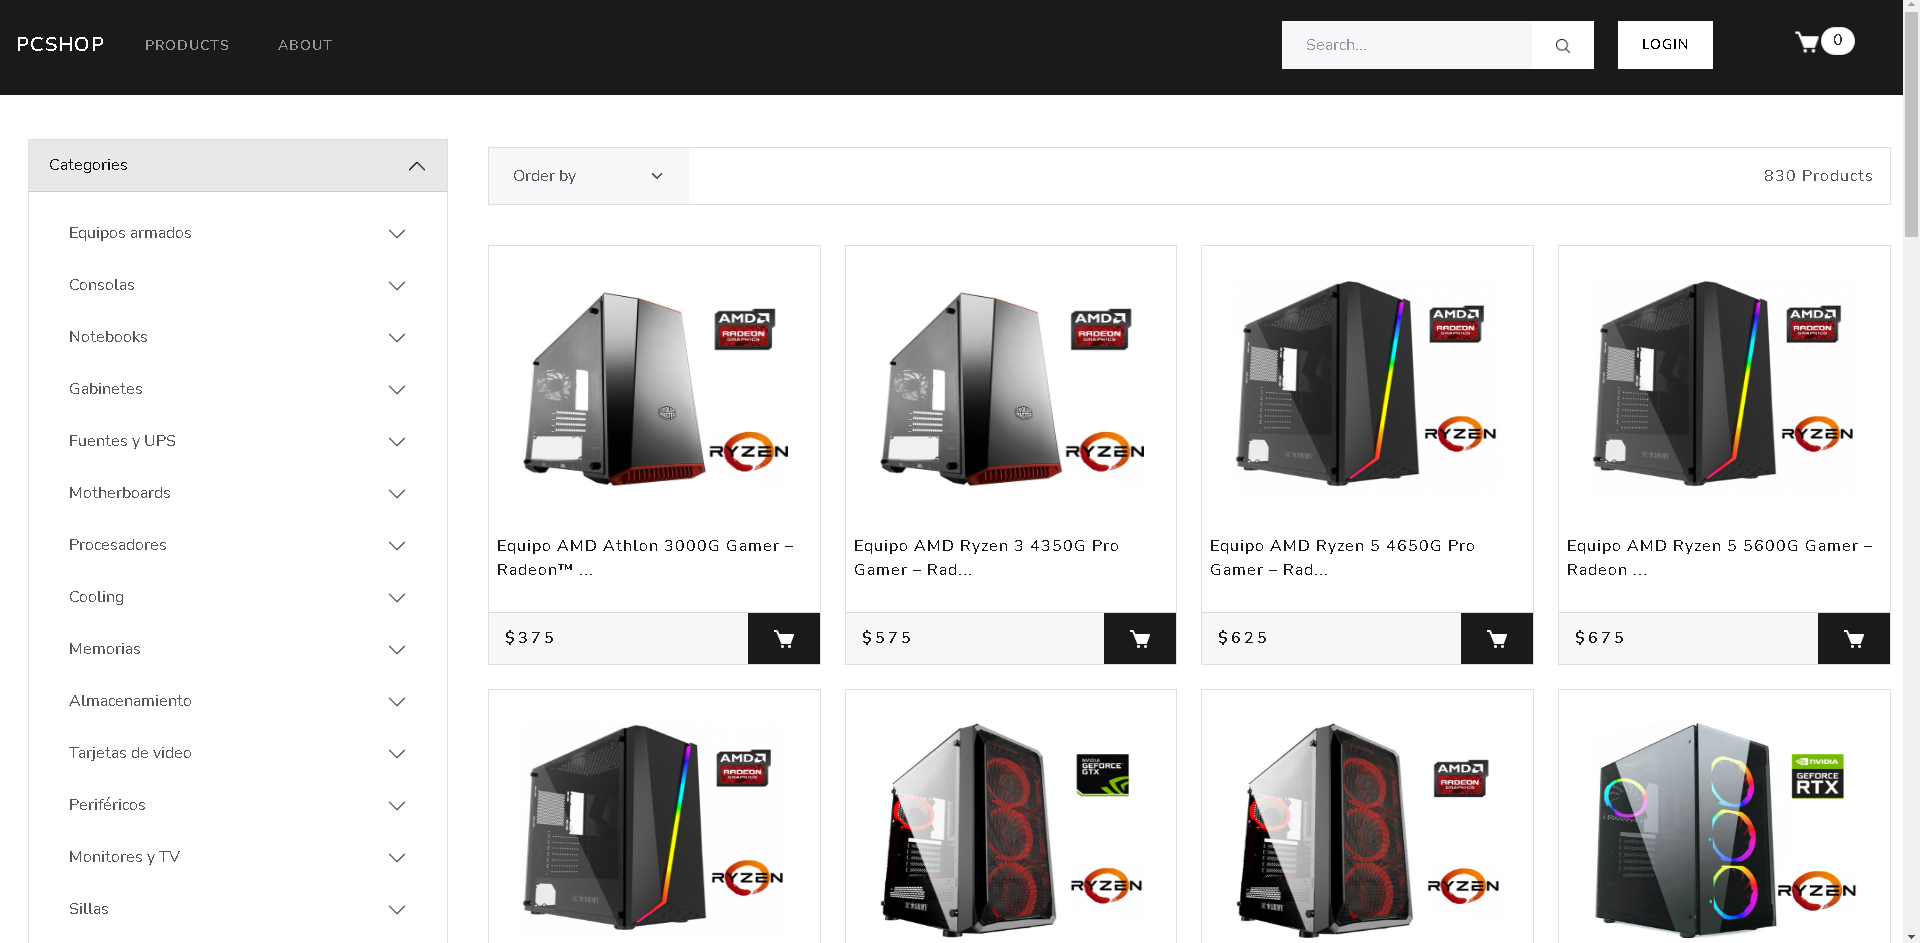 PCSHOP
PRODUCTS
ABOUT
Search...
LOGIN
0
Categories
Equipos armados
Consolas
Notebooks
Gabinetes
Fuentes y UPS
Motherboards
Procesadores
Cooling
Memorias
Almacenamiento
Tarjetas de video
Periféricos
Monitores y TV
Sillas
Order by
830 Products
AMD
RADEON
GRAPHICS
RYZEN
Equipo AMD Athlon 3000G Gamer –
Radeon™ ...
$375
AMD
RADEON
GRAPHICS
RYZEN
Equipo AMD Ryzen 3 4350G Pro
Gamer – Rad...
$575
AMD
RADEON
GRAPHICS
RYZEN
Equipo AMD Ryzen 5 4650G Pro
Gamer – Rad...
$625
AMD
RADEON
GRAPHICS
RYZEN
Equipo AMD Ryzen 5 5600G Gamer –
Radeon ...
$675
AMD
RADEON
GRAPHICS
RYZEN
NVIDIA
GEFORCE
GTX
RYZEN
AMD
RADEON
GRAPHICS
RYZEN
NVIDIA
GEFORCE
RTX
RYZEN